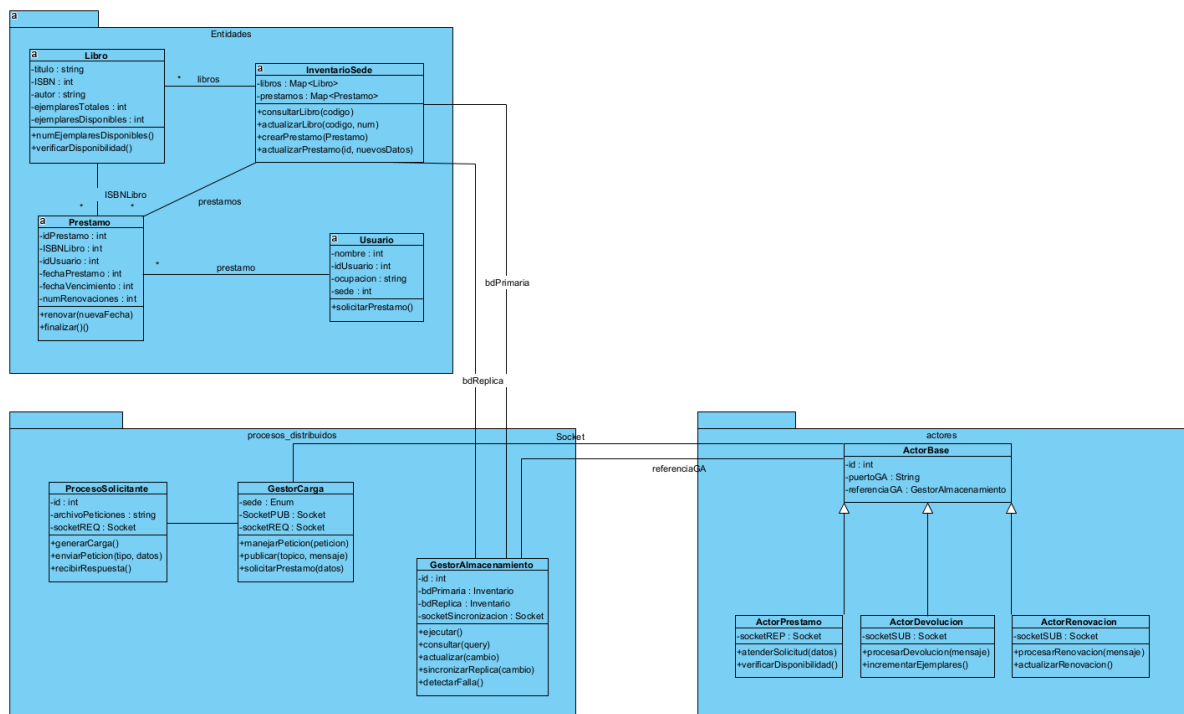 a
Entidades
a
Libro
-titulo : string
-ISBN : int
-autor : string
-ejemplaresTotales : int
-ejemplaresDisponibles : int
+numEjemplaresDisponibles()
+verificarDisponibilidad()
* libros
a
InventarioSede
-libros : Map<Libro>
-prestamos : Map<Prestamo>
+consultarLibro(codigo)
+actualizarLibro(codigo, num)
+crearPrestamo(Prestamo)
+actualizarPrestamo(id, nuevosDatos)
ISBNLibro
* *
prestamos
a
Prestamo
-idPrestamo : int
-ISBNLibro : int
-idUsuario : int
-fechaPrestamo : int
-fechaVencimiento : int
-numRenovaciones : int
+renovar(nuevaFecha)
+finalizar()()
* prestamo
a
Usuario
-nombre : int
-idUsuario : int
-ocupacion : string
-sede : int
+solicitarPrestamo()
bdPrimaria
bdReplica
procesos_distribuidos
Socket
referenciaGA
ProcesoSolicitante
-id : int
-archivoPeticiones : string
-socketREQ : Socket
+generarCarga()
+enviarPeticion(tipo, datos)
+recibirRespuesta()
GestorCarga
-sede : Enum
-SocketPUB : Socket
-socketREQ : Socket
+manejarPeticion(peticion)
+publicar(topico, mensaje)
+solicitarPrestamo(datos)
GestorAlmacenamiento
-id : int
-bdPrimaria : Inventario
-bdReplica : Inventario
-socketSincronizacion : Socket
+ejecutar()
+consultar(query)
+actualizar(cambio)
+sincronizarReplica(cambio)
+detectarFalla()
actores
ActorBase
-id : int
-puertoGA : String
-referenciaGA : GestorAlmacenamiento
ActorPrestamo
-socketREP : Socket
+atenderSolicitud(datos)
+verificarDisponibilidad()
ActorDevolucion
-socketSUB : Socket
+procesarDevolucion(mensaje)
+incrementarEjemplares()
ActorRenovacion
-socketSUB : Socket
+procesarRenovacion(mensaje)
+actualizarRenovacion()